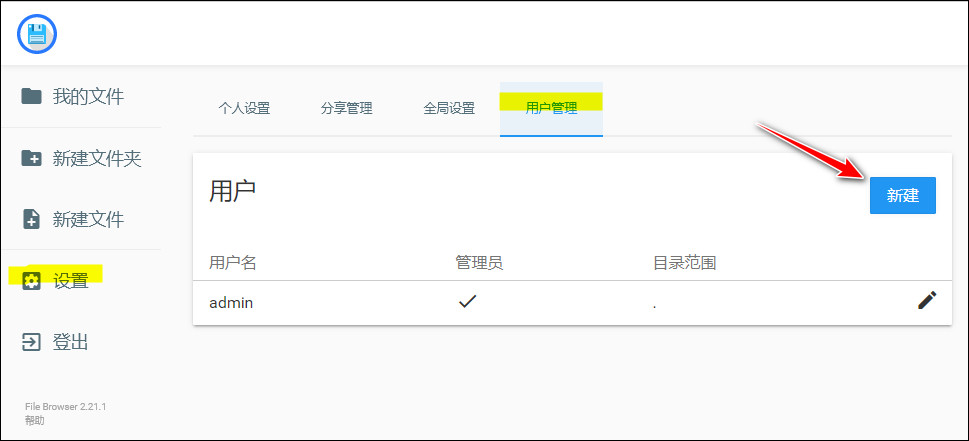 我的文件
新建文件夹
新建文件
设置
登出
File Browser 2.21.1
帮助
个人设置 分享管理 全局设置 用户管理
用户
新建
用户名 管理员 目录范围
admin .